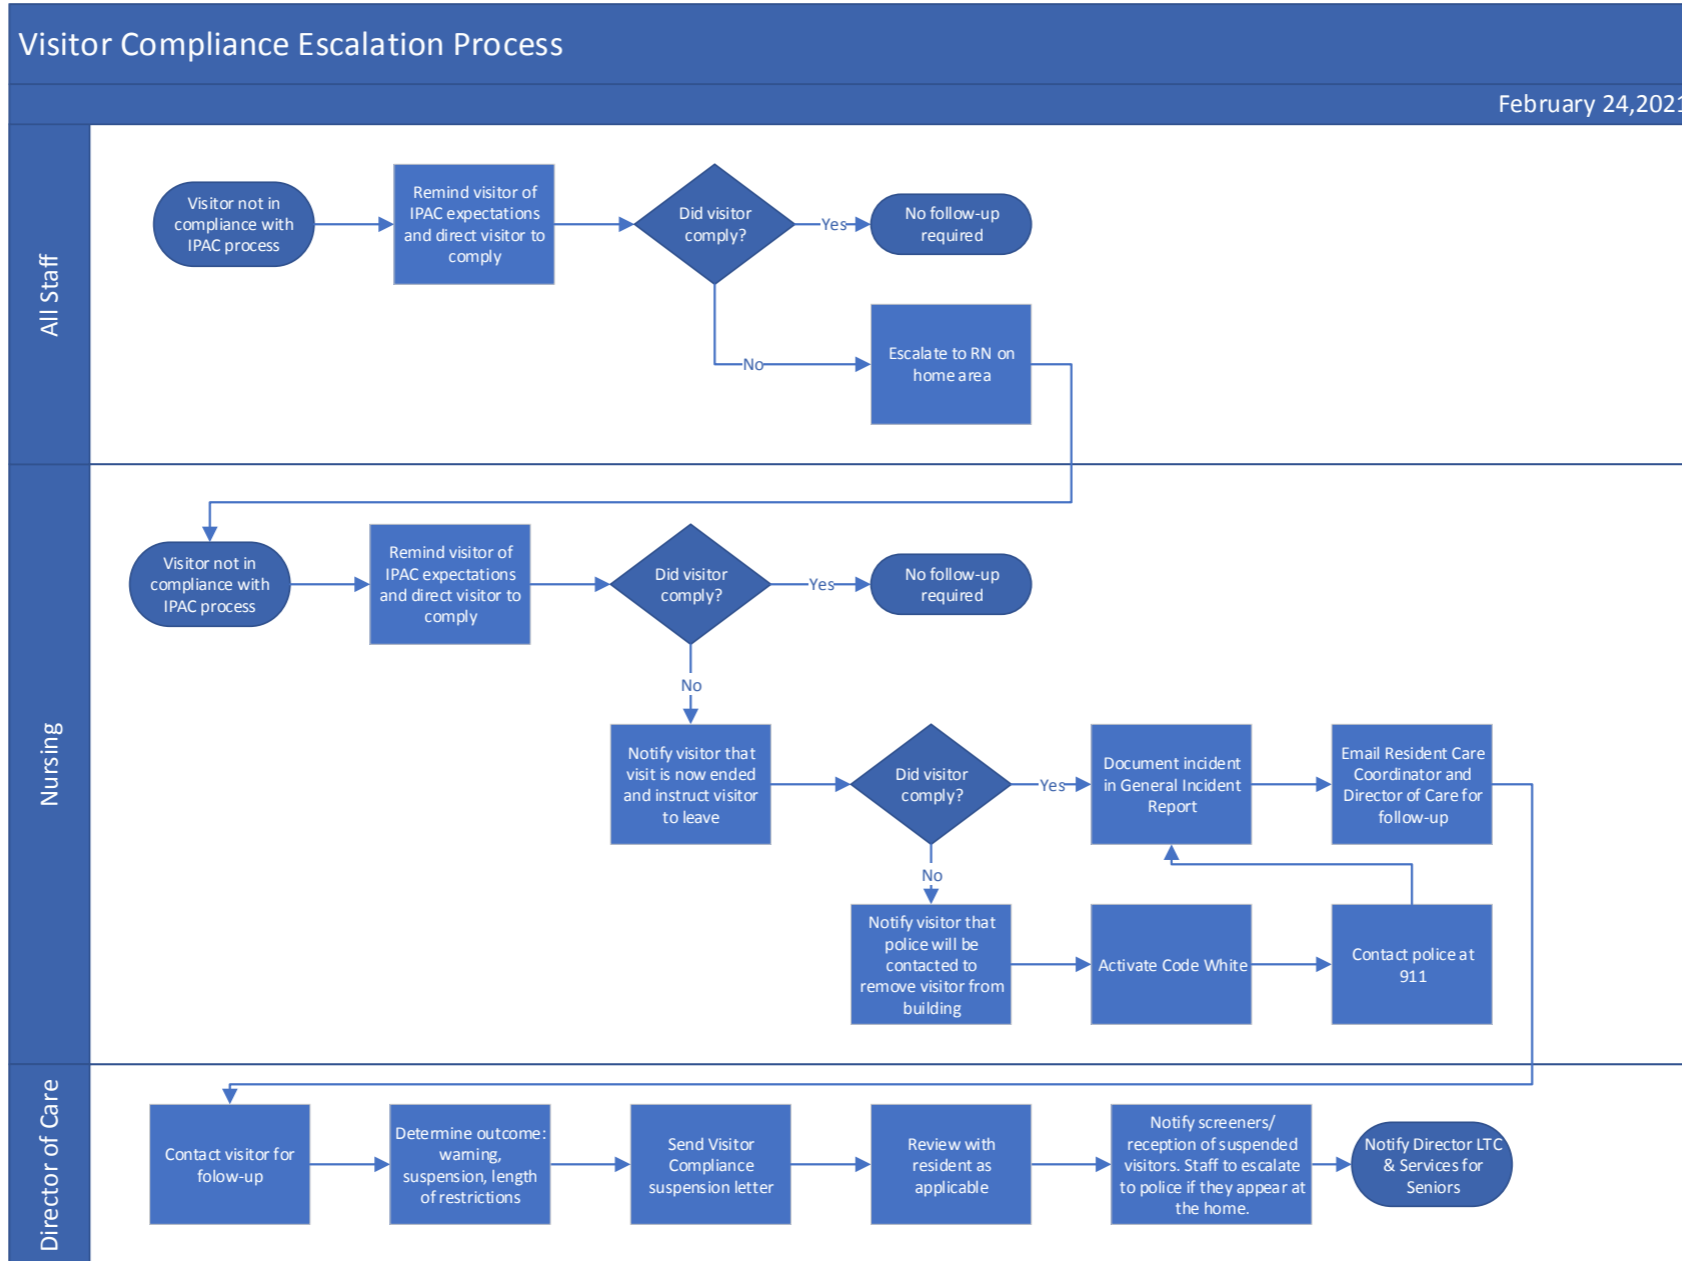 Visitor Compliance Escalation Process
February 24,2021
All Staff
Visitor not in
compliance with
IPAC process
Remind visitor of
IPAC expectations
and direct visitor to
comply
Did visitor
comply?
Yes
No follow-up
required
No
Escalate to RN on
home area
Nursing
Visitor not in
compliance with
IPAC process
Remind visitor of
IPAC expectations
and direct visitor to
comply
Did visitor
comply?
Yes
No follow-up
required
No
Notify visitor that
visit is now ended
and instruct visitor
to leave
Did visitor
comply?
Yes
Document incident
in General Incident
Report
Email Resident Care
Coordinator and
Director of Care for
follow-up
No
Notify visitor that
police will be
contacted to
remove visitor from
building
Activate Code White
Contact police at
911
Director of Care
Contact visitor for
folow-up
Determine outcome:
warning,
suspension, length
of restrictions
Send Visitor
Compliance
suspension letter
Review with
resident as
applicable
Notify screeners/
reception of suspended
visitors. Staff to escalate
to police if they appear at
the home.
Notify Director LTC
& Services for
Seniors